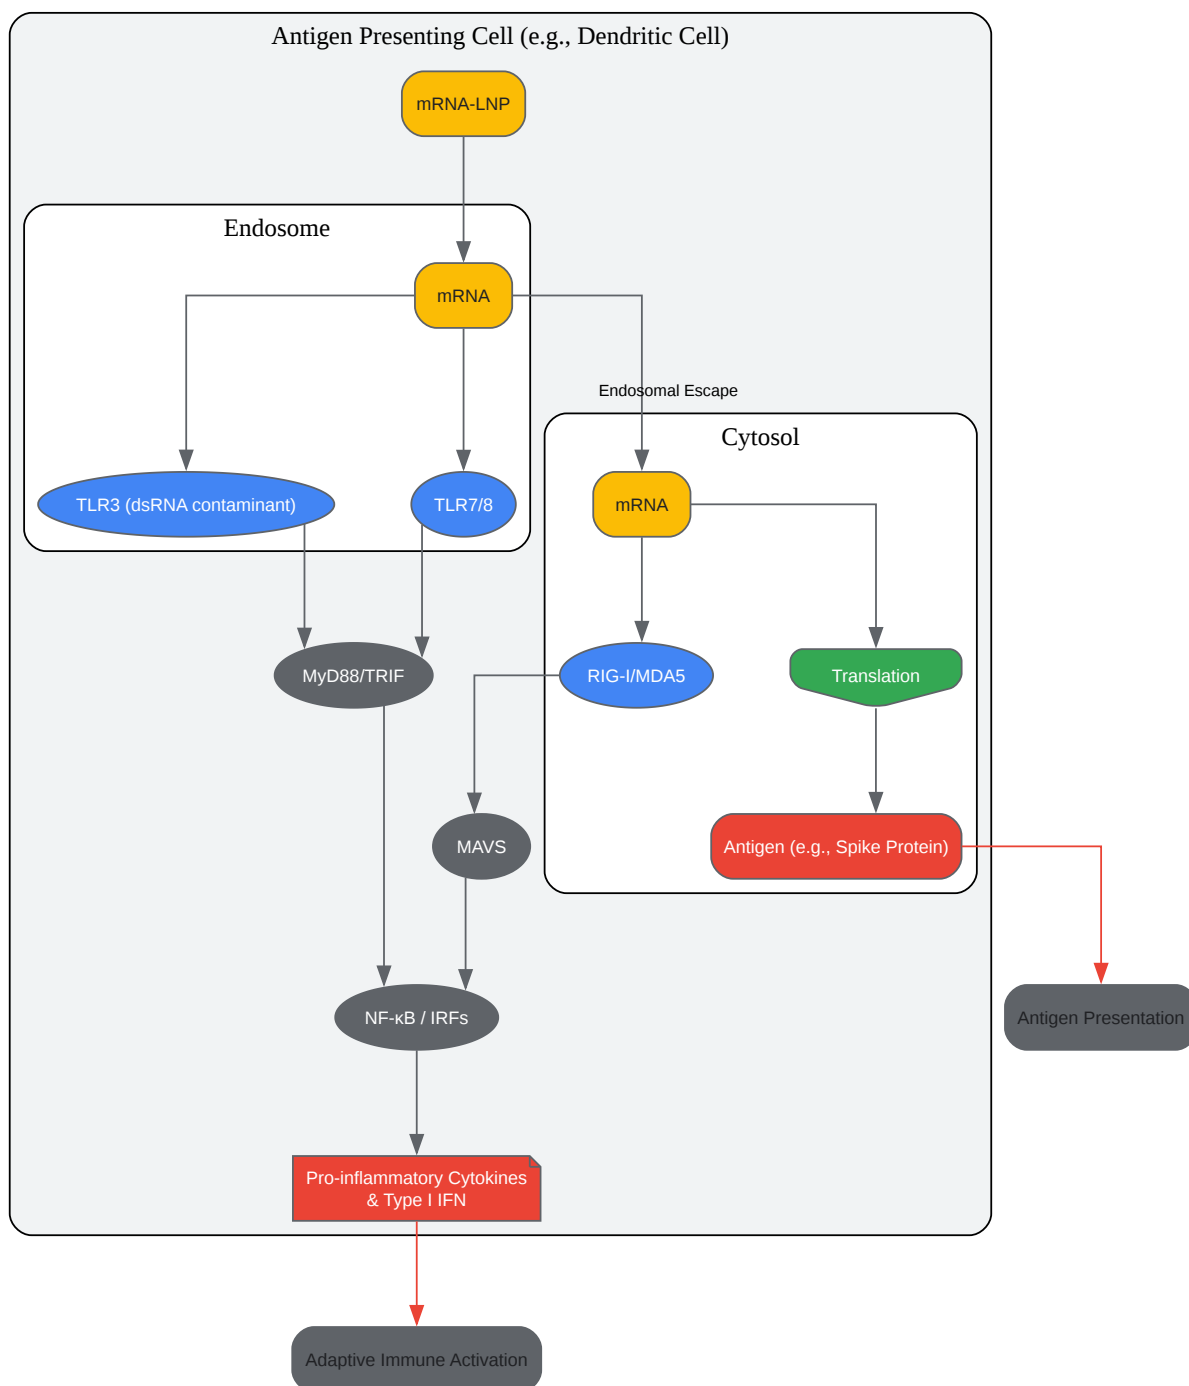 Antigen Presenting Cell (e.g., Dendritic Cell)
mRNA-LNP
Endosome
mRNA
Endosomal Escape
Cytosol
TLR3 (dsRNA contaminant)
TLR7/8
mRNA
MyD88/TRIF
RIG-I/MDA5
Translation
MAVS
Antigen (e.g., Spike Protein)
NF-κB / IRFs
Antigen Presentation
Pro-inflammatory Cytokines
& Type I IFN
Adaptive Immune Activation